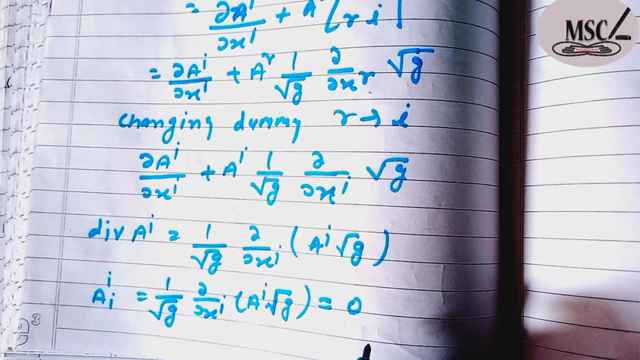 = ∂A^i/∂x^i + A^r [r i]
MSC
= ∂A^i/∂x^i + A^r 1/√g ∂/∂x^r √g
changing dummy r → i
∂A^i/∂x^i + A^i 1/√g ∂/∂x^i √g
div A^i = 1/√g ∂/∂x^i (A^i √g)
A^i_i = 1/√g ∂/∂x^i (A^i √g) = 0